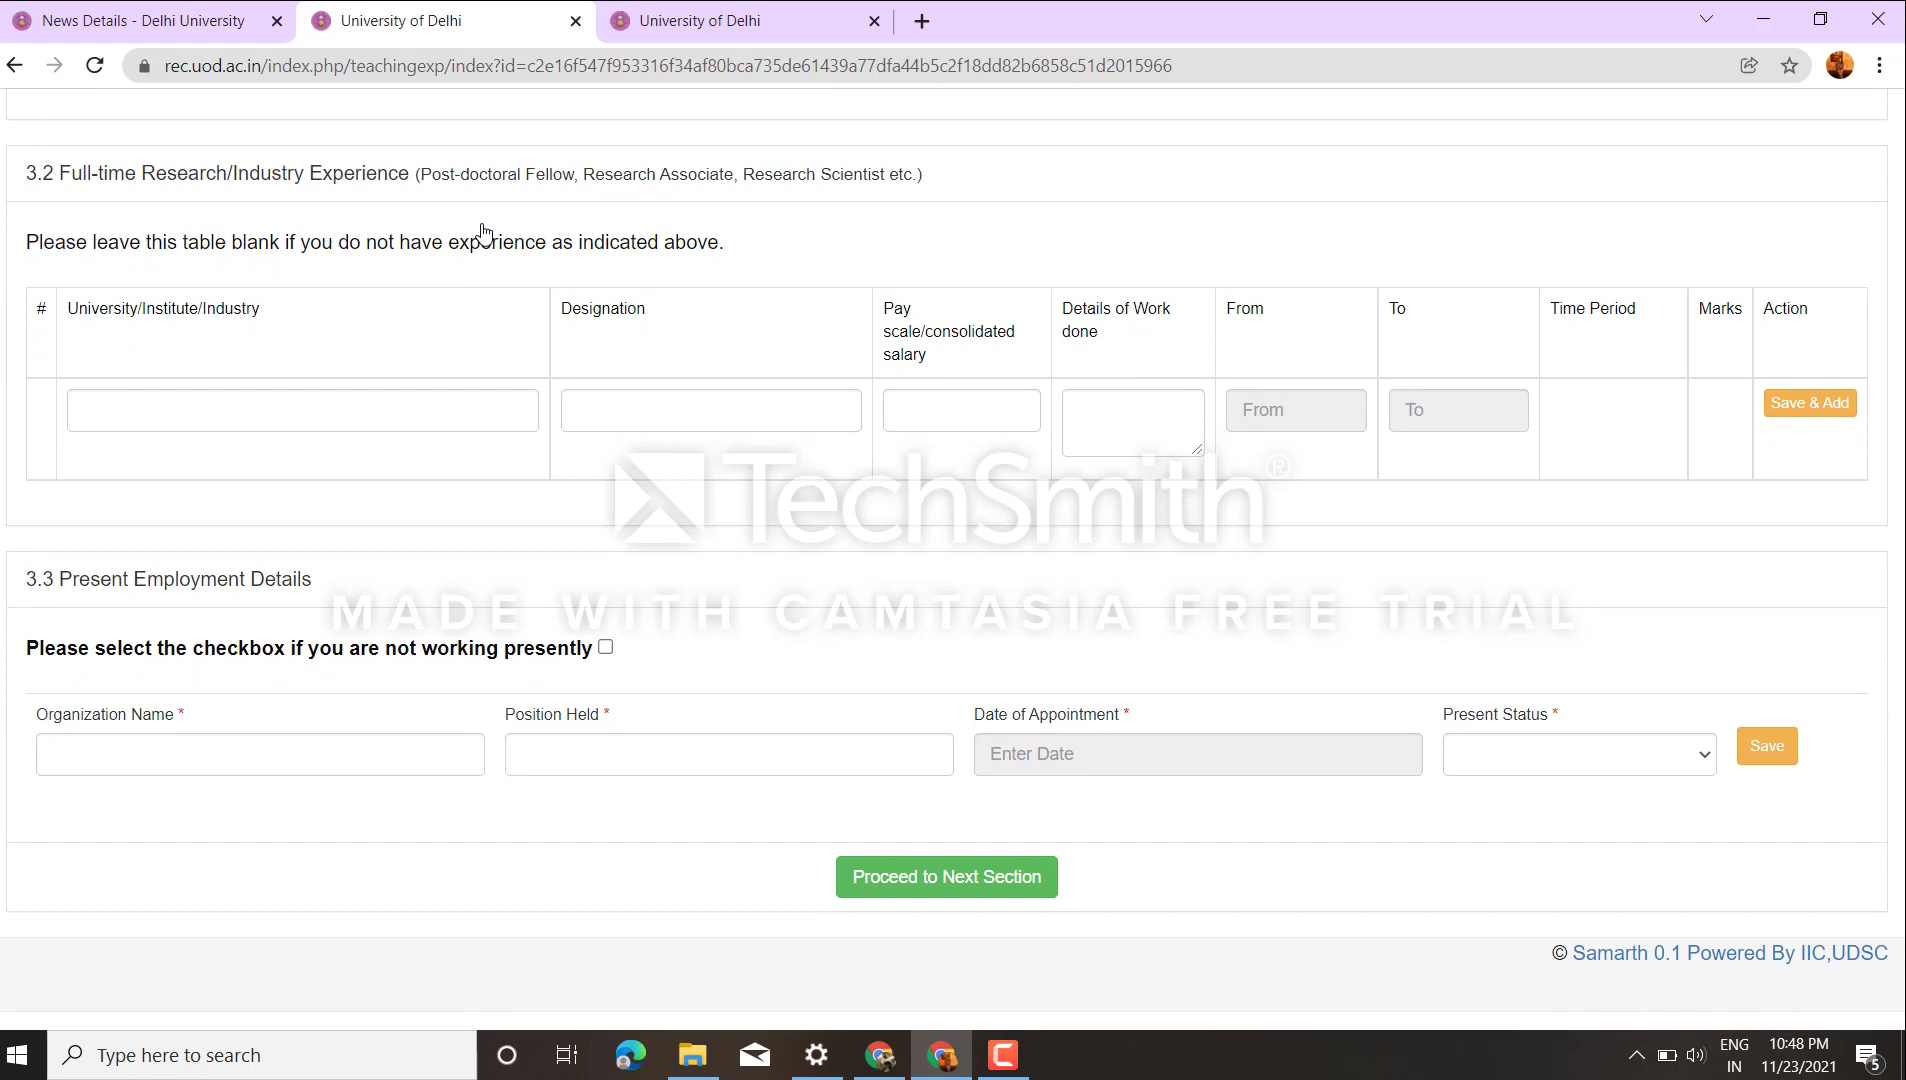 News Details - Delhi University
University of Delhi
University of Delhi
rec.uod.ac.in/index.php/teachingexp/index?id=c2e16f547f953316f34af80bca735de61439a77dfa44b5c2f18dd82b6858c51d2015966
3.2 Full-time Research/Industry Experience (Post-doctoral Fellow, Research Associate, Research Scientist etc.)
Please leave this table blank if you do not have experience as indicated above.
# University/Institute/Industry Designation Pay scale/consolidated salary Details of Work done From To Time Period Marks Action
From To Save & Add
TechSmith®
MADE WITH CAMTASIA FREE TRIAL
3.3 Present Employment Details
Please select the checkbox if you are not working presently
Organization Name * Position Held * Date of Appointment * Present Status *
Enter Date Save
Proceed to Next Section
© Samarth 0.1 Powered By IIC,UDSC
Type here to search
ENG
IN
10:48 PM
11/23/2021
5